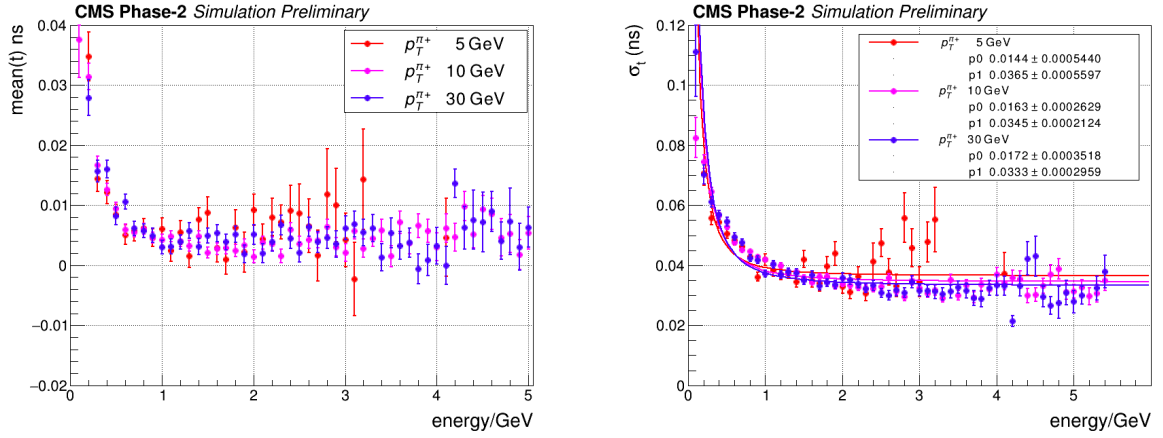 CMS Phase-2 Simulation Preliminary
mean(t) ns
0.04
0.03
0.02
0.01
0
−0.01
−0.02
p_T^{π+} 5 GeV
p_T^{π+} 10 GeV
p_T^{π+} 30 GeV
0 1 2 3 4 5
energy/GeV
CMS Phase-2 Simulation Preliminary
σ_t (ns)
0.12
0.1
0.08
0.06
0.04
0.02
0
p_T^{π+} 5 GeV
p0 0.0144 ± 0.0005440
p1 0.0365 ± 0.0005597
p_T^{π+} 10 GeV
p0 0.0163 ± 0.0002629
p1 0.0345 ± 0.0002124
p_T^{π+} 30 GeV
p0 0.0172 ± 0.0003518
p1 0.0333 ± 0.0002959
0 1 2 3 4 5
energy/GeV